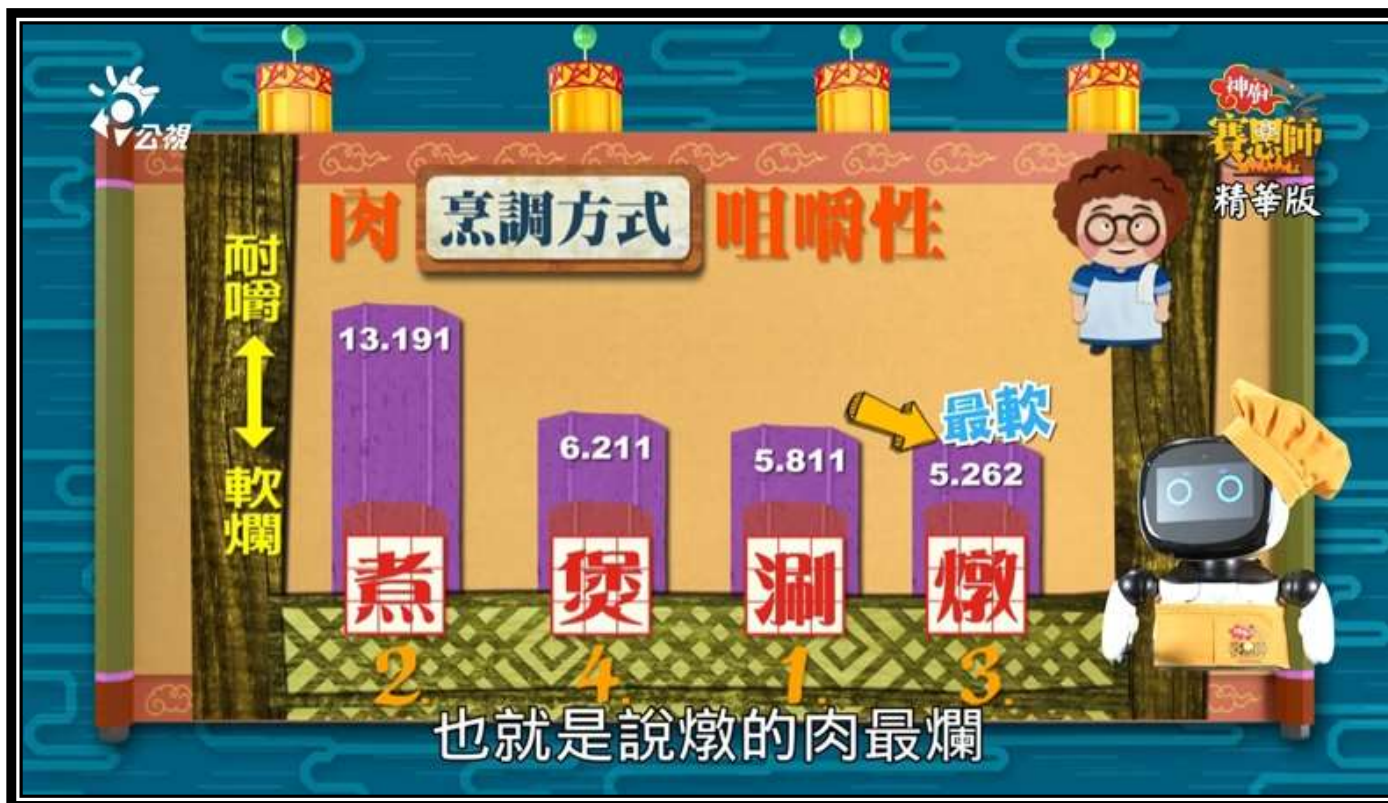 公視
神廚
賽恩師
精華版
肉 烹調方式 咀嚼性
耐嚼
軟爛
13.191
6.211
5.811
最軟
5.262
煮 煲 涮 燉
2. 4. 1. 3.
也就是說燉的肉最爛